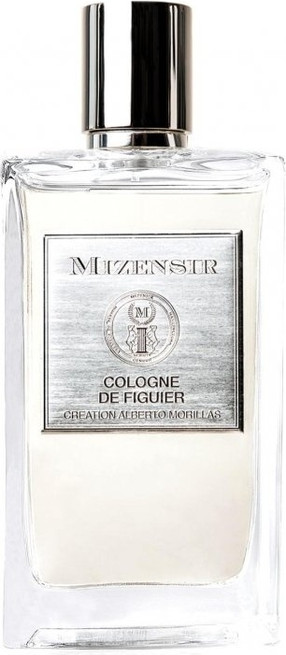 MIZENSIR
M
COLOGNE
DE FIGUIER
CREATION ALBERTO MORILLAS